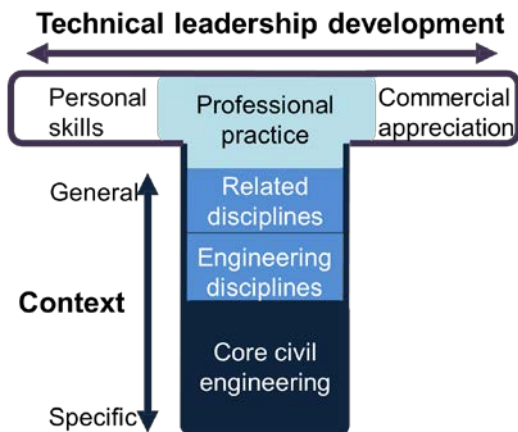 Technical leadership development
Personal
skills
Professional
practice
Commercial
appreciation
General
Related
disciplines
Engineering
disciplines
Context
Core civil
engineering
Specific